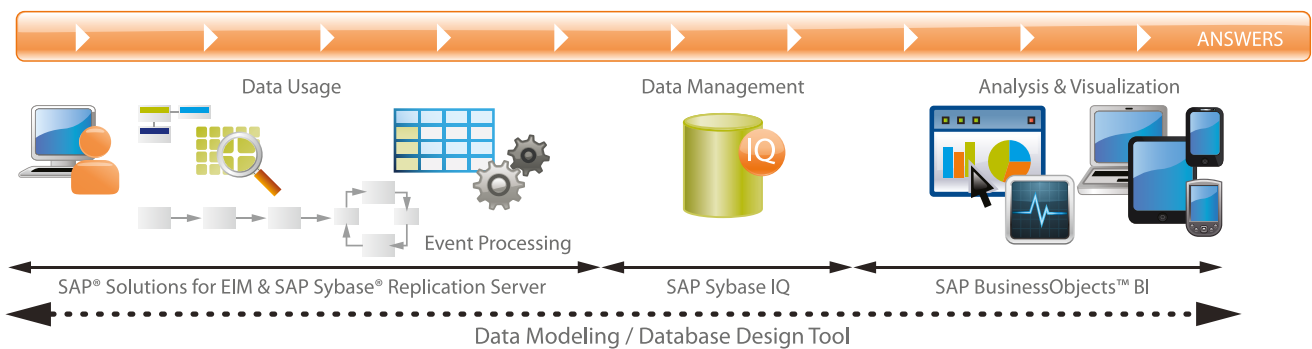 ANSWERS
Data Usage
Data Management
Analysis & Visualization
IQ
Event Processing
SAP® Solutions for EIM & SAP Sybase® Replication Server
SAP Sybase IQ
SAP BusinessObjects™ BI
Data Modeling / Database Design Tool